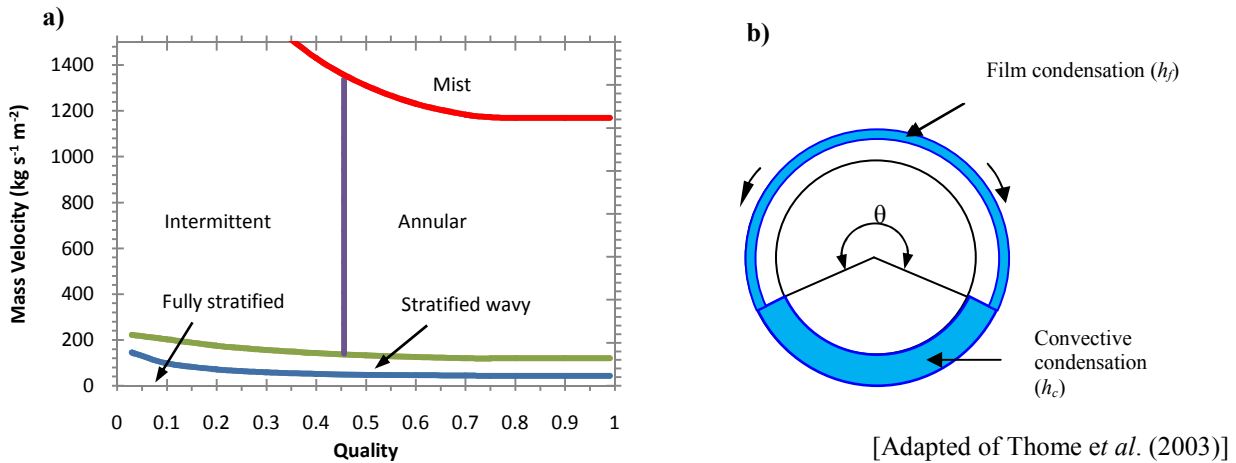 a)
Mass Velocity (kg s⁻¹ m⁻²)
1400
1200
1000
800
600
400
200
0
Mist
Intermittent
Annular
Fully stratified
Stratified wavy
0 0.1 0.2 0.3 0.4 0.5 0.6 0.7 0.8 0.9 1
Quality
b)
Film condensation (hf)
θ
Convective
condensation
(hc)
[Adapted of Thome et al. (2003)]